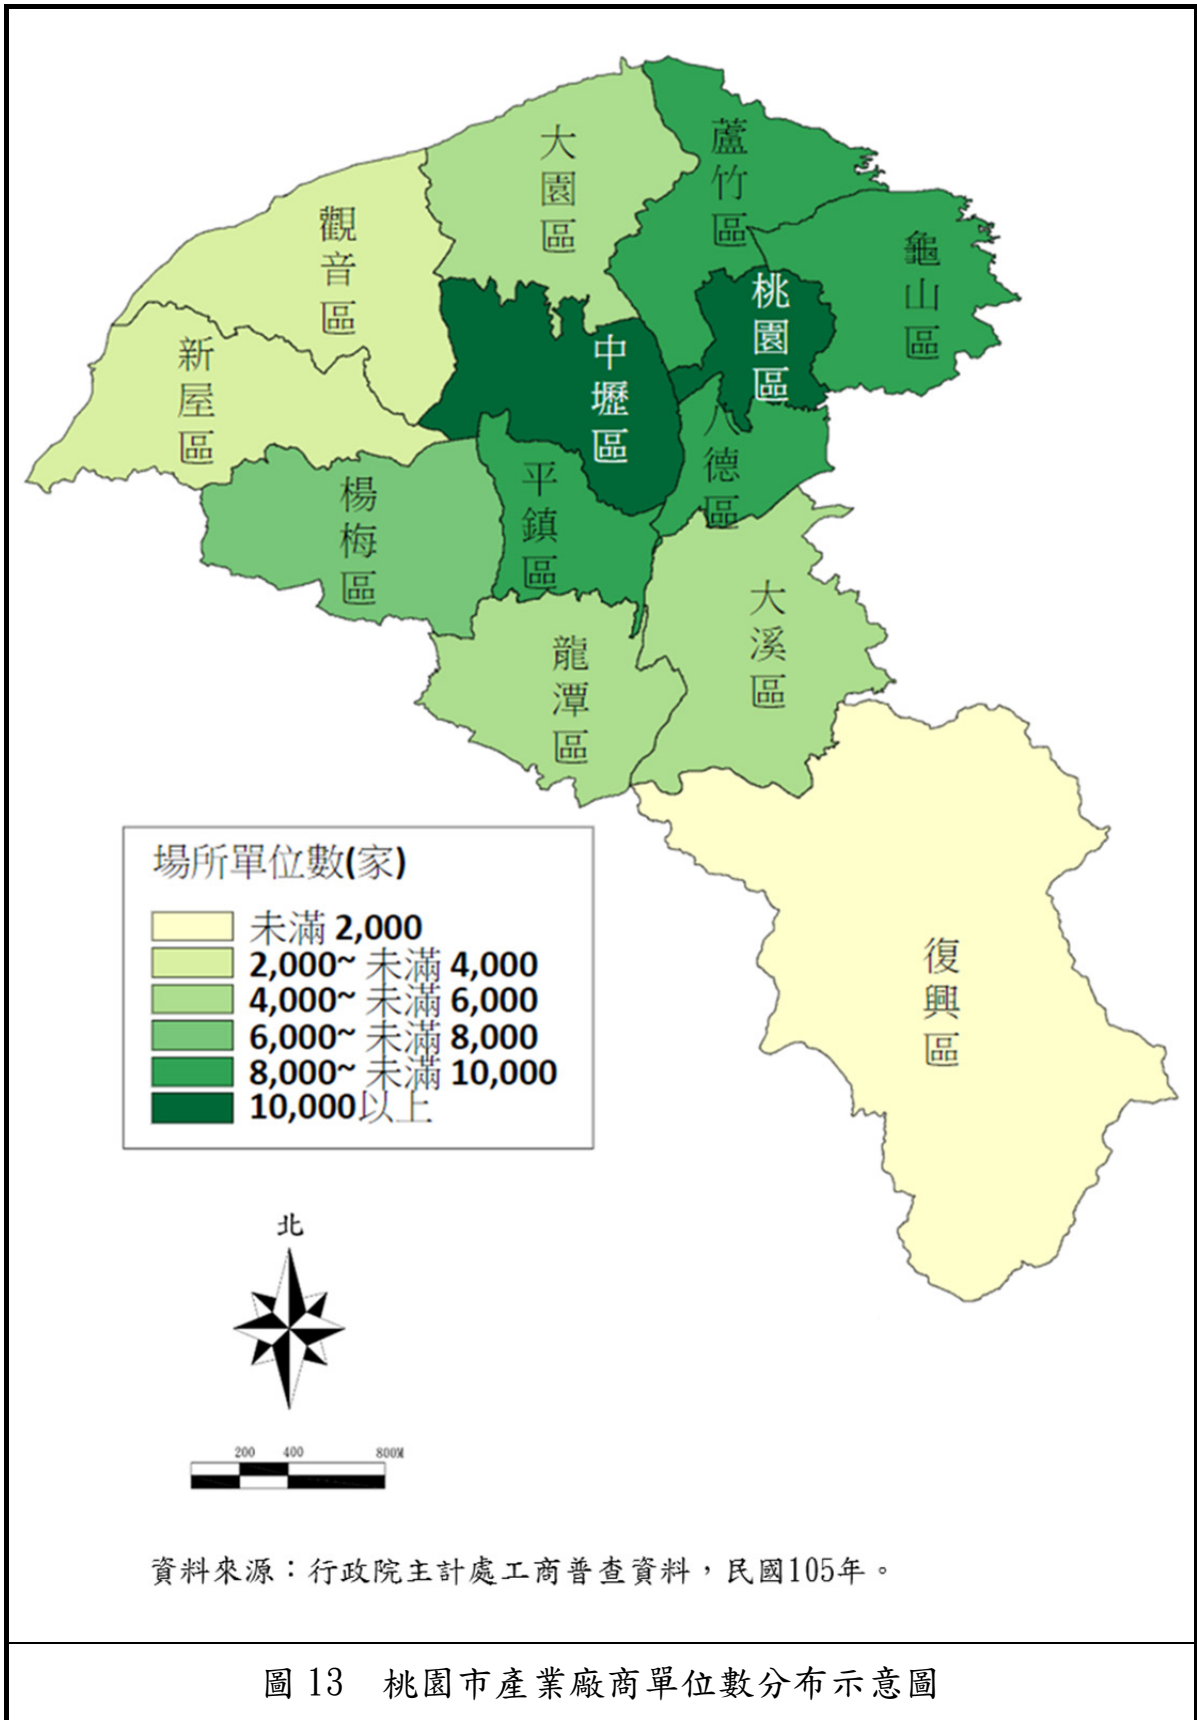 大園區
蘆竹區
觀音區
龜山區
桃園區
新屋區
中壢區
八德區
平鎮區
楊梅區
大溪區
龍潭區
復興區
場所單位數(家)
未滿 2,000
2,000~ 未滿 4,000
4,000~ 未滿 6,000
6,000~ 未滿 8,000
8,000~ 未滿 10,000
10,000以上
北
200 400 800M
資料來源：行政院主計處工商普查資料，民國105年。
圖 13 桃園市產業廠商單位數分布示意圖